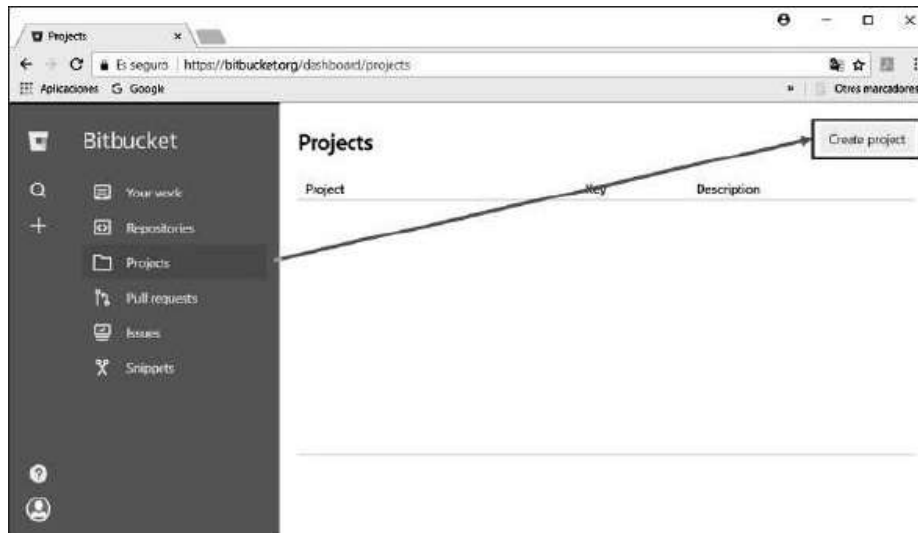 Projects
Es seguro https://bitbucket.org/dashboard/projects
Aplicaciones G Google » Otros marcadores
Bitbucket
Projects
Create project
Project Key Description
Your work
Repositories
Projects
Pull requests
Issues
Snippets